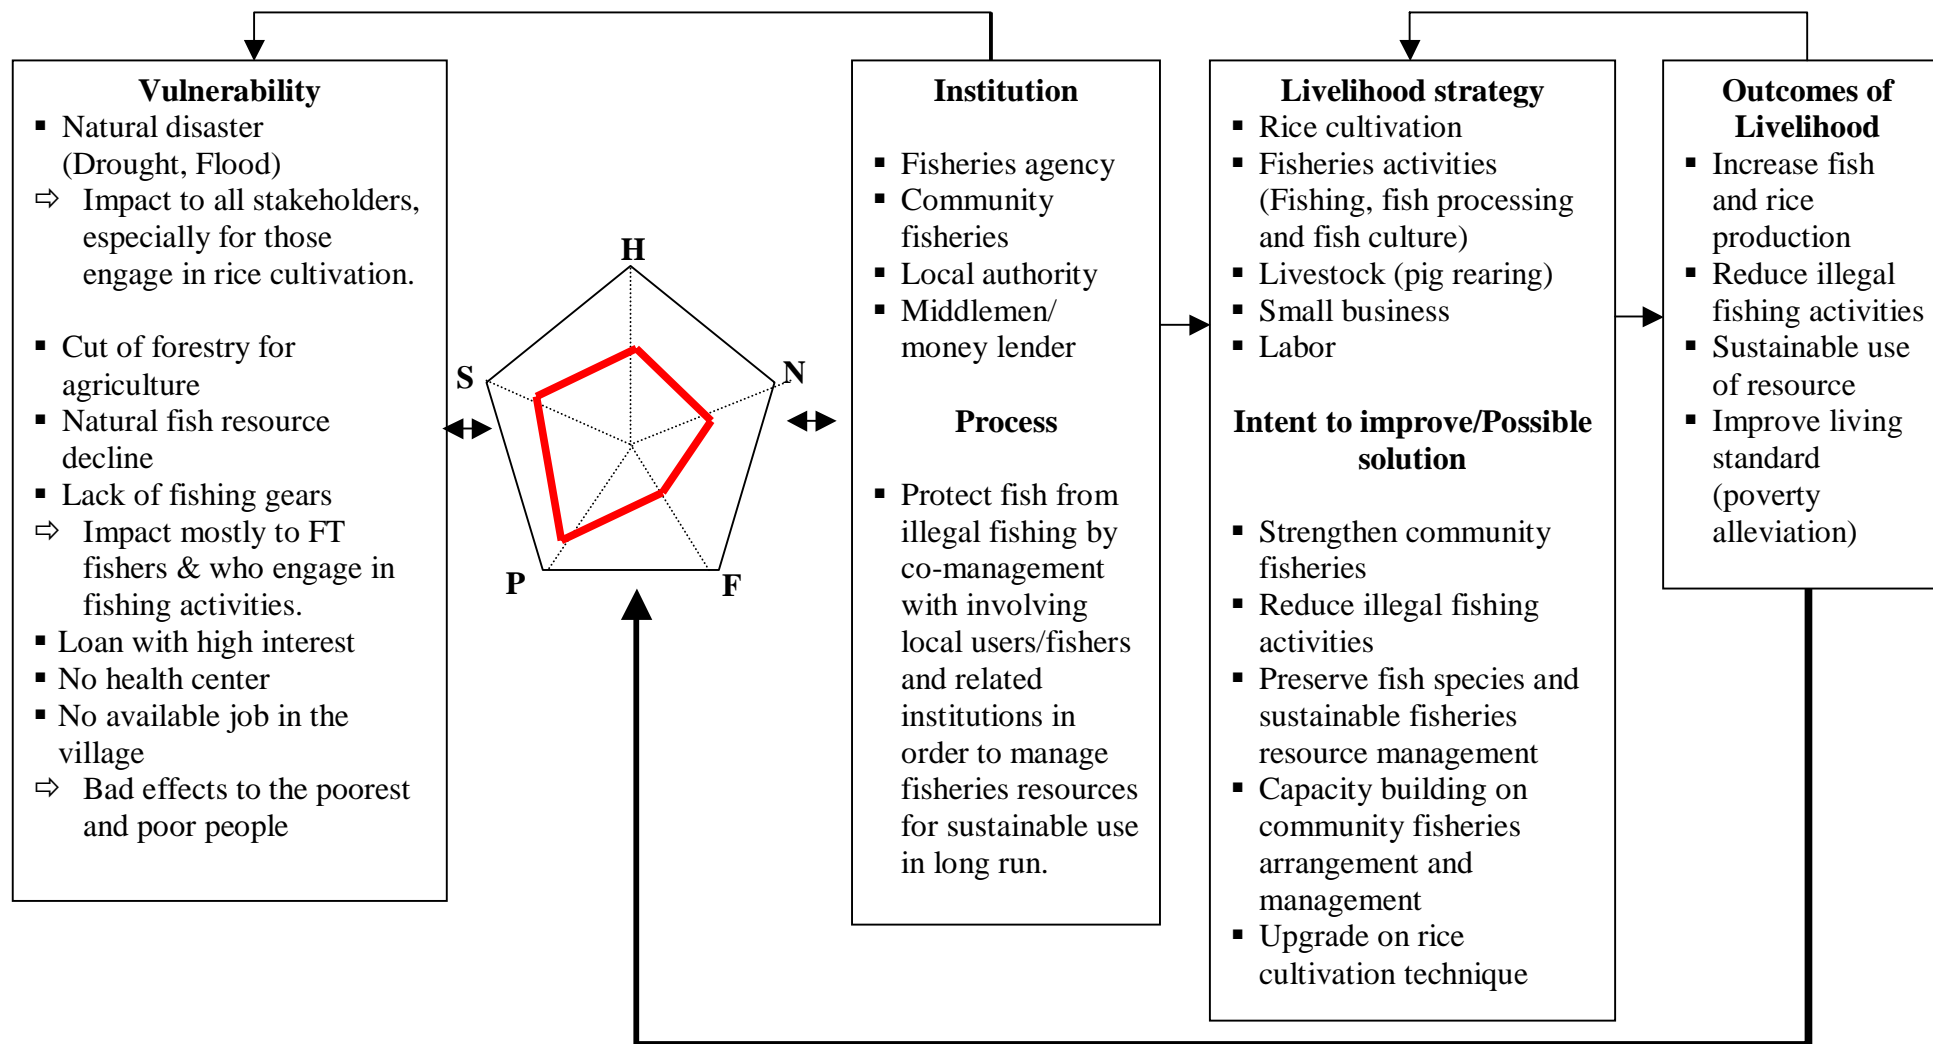 Vulnerability
▪ Natural disaster
(Drought, Flood)
⇨ Impact to all stakeholders,
especially for those
engage in rice cultivation.
▪ Cut of forestry for
agriculture
▪ Natural fish resource
decline
▪ Lack of fishing gears
⇨ Impact mostly to FT
fishers & who engage in
fishing activities.
▪ Loan with high interest
▪ No health center
▪ No available job in the
village
⇨ Bad effects to the poorest
and poor people
H
S
N
P
F
Institution
▪ Fisheries agency
▪ Community
fisheries
▪ Local authority
▪ Middlemen/
money lender
Process
▪ Protect fish from
illegal fishing by
co-management
with involving
local users/fishers
and related
institutions in
order to manage
fisheries resources
for sustainable use
in long run.
Livelihood strategy
▪ Rice cultivation
▪ Fisheries activities
(Fishing, fish processing
and fish culture)
▪ Livestock (pig rearing)
▪ Small business
▪ Labor
Intent to improve/Possible
solution
▪ Strengthen community
fisheries
▪ Reduce illegal fishing
activities
▪ Preserve fish species and
sustainable fisheries
resource management
▪ Capacity building on
community fisheries
arrangement and
management
▪ Upgrade on rice
cultivation technique
Outcomes of
Livelihood
▪ Increase fish
and rice
production
▪ Reduce illegal
fishing activities
▪ Sustainable use
of resource
▪ Improve living
standard
(poverty
alleviation)